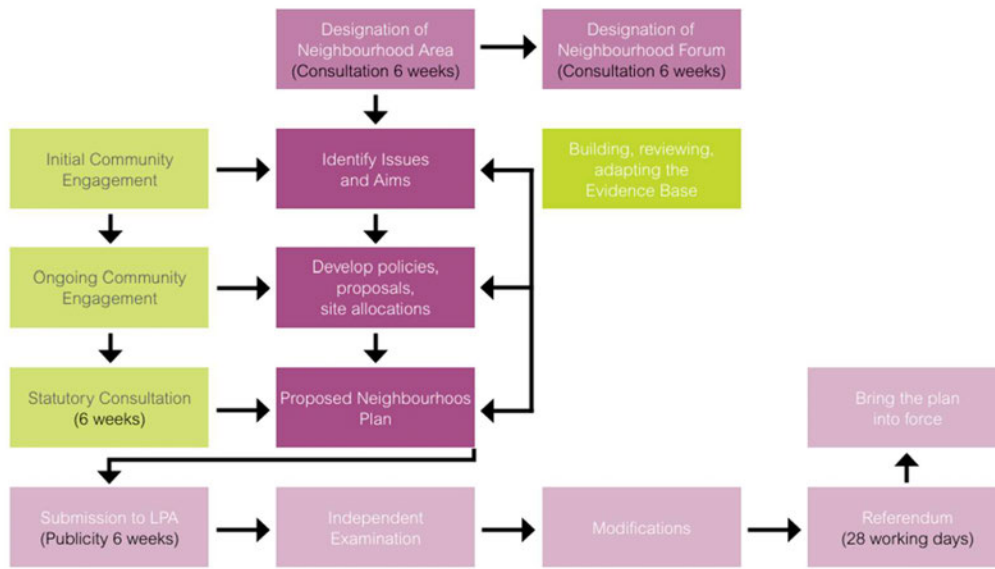 Designation of
Neighbourhood Area
(Consultation 6 weeks)
Designation of
Neighbourhood Forum
(Consultation 6 weeks)
Initial Community
Engagement
Identify Issues
and Aims
Building, reviewing,
adapting the
Evidence Base
Ongoing Community
Engagement
Develop policies,
proposals,
site allocations
Statutory Consultation
(6 weeks)
Proposed Neighbourhoos
Plan
Bring the plan
into force
Submission to LPA
(Publicity 6 weeks)
Independent
Examination
Modifications
Referendum
(28 working days)